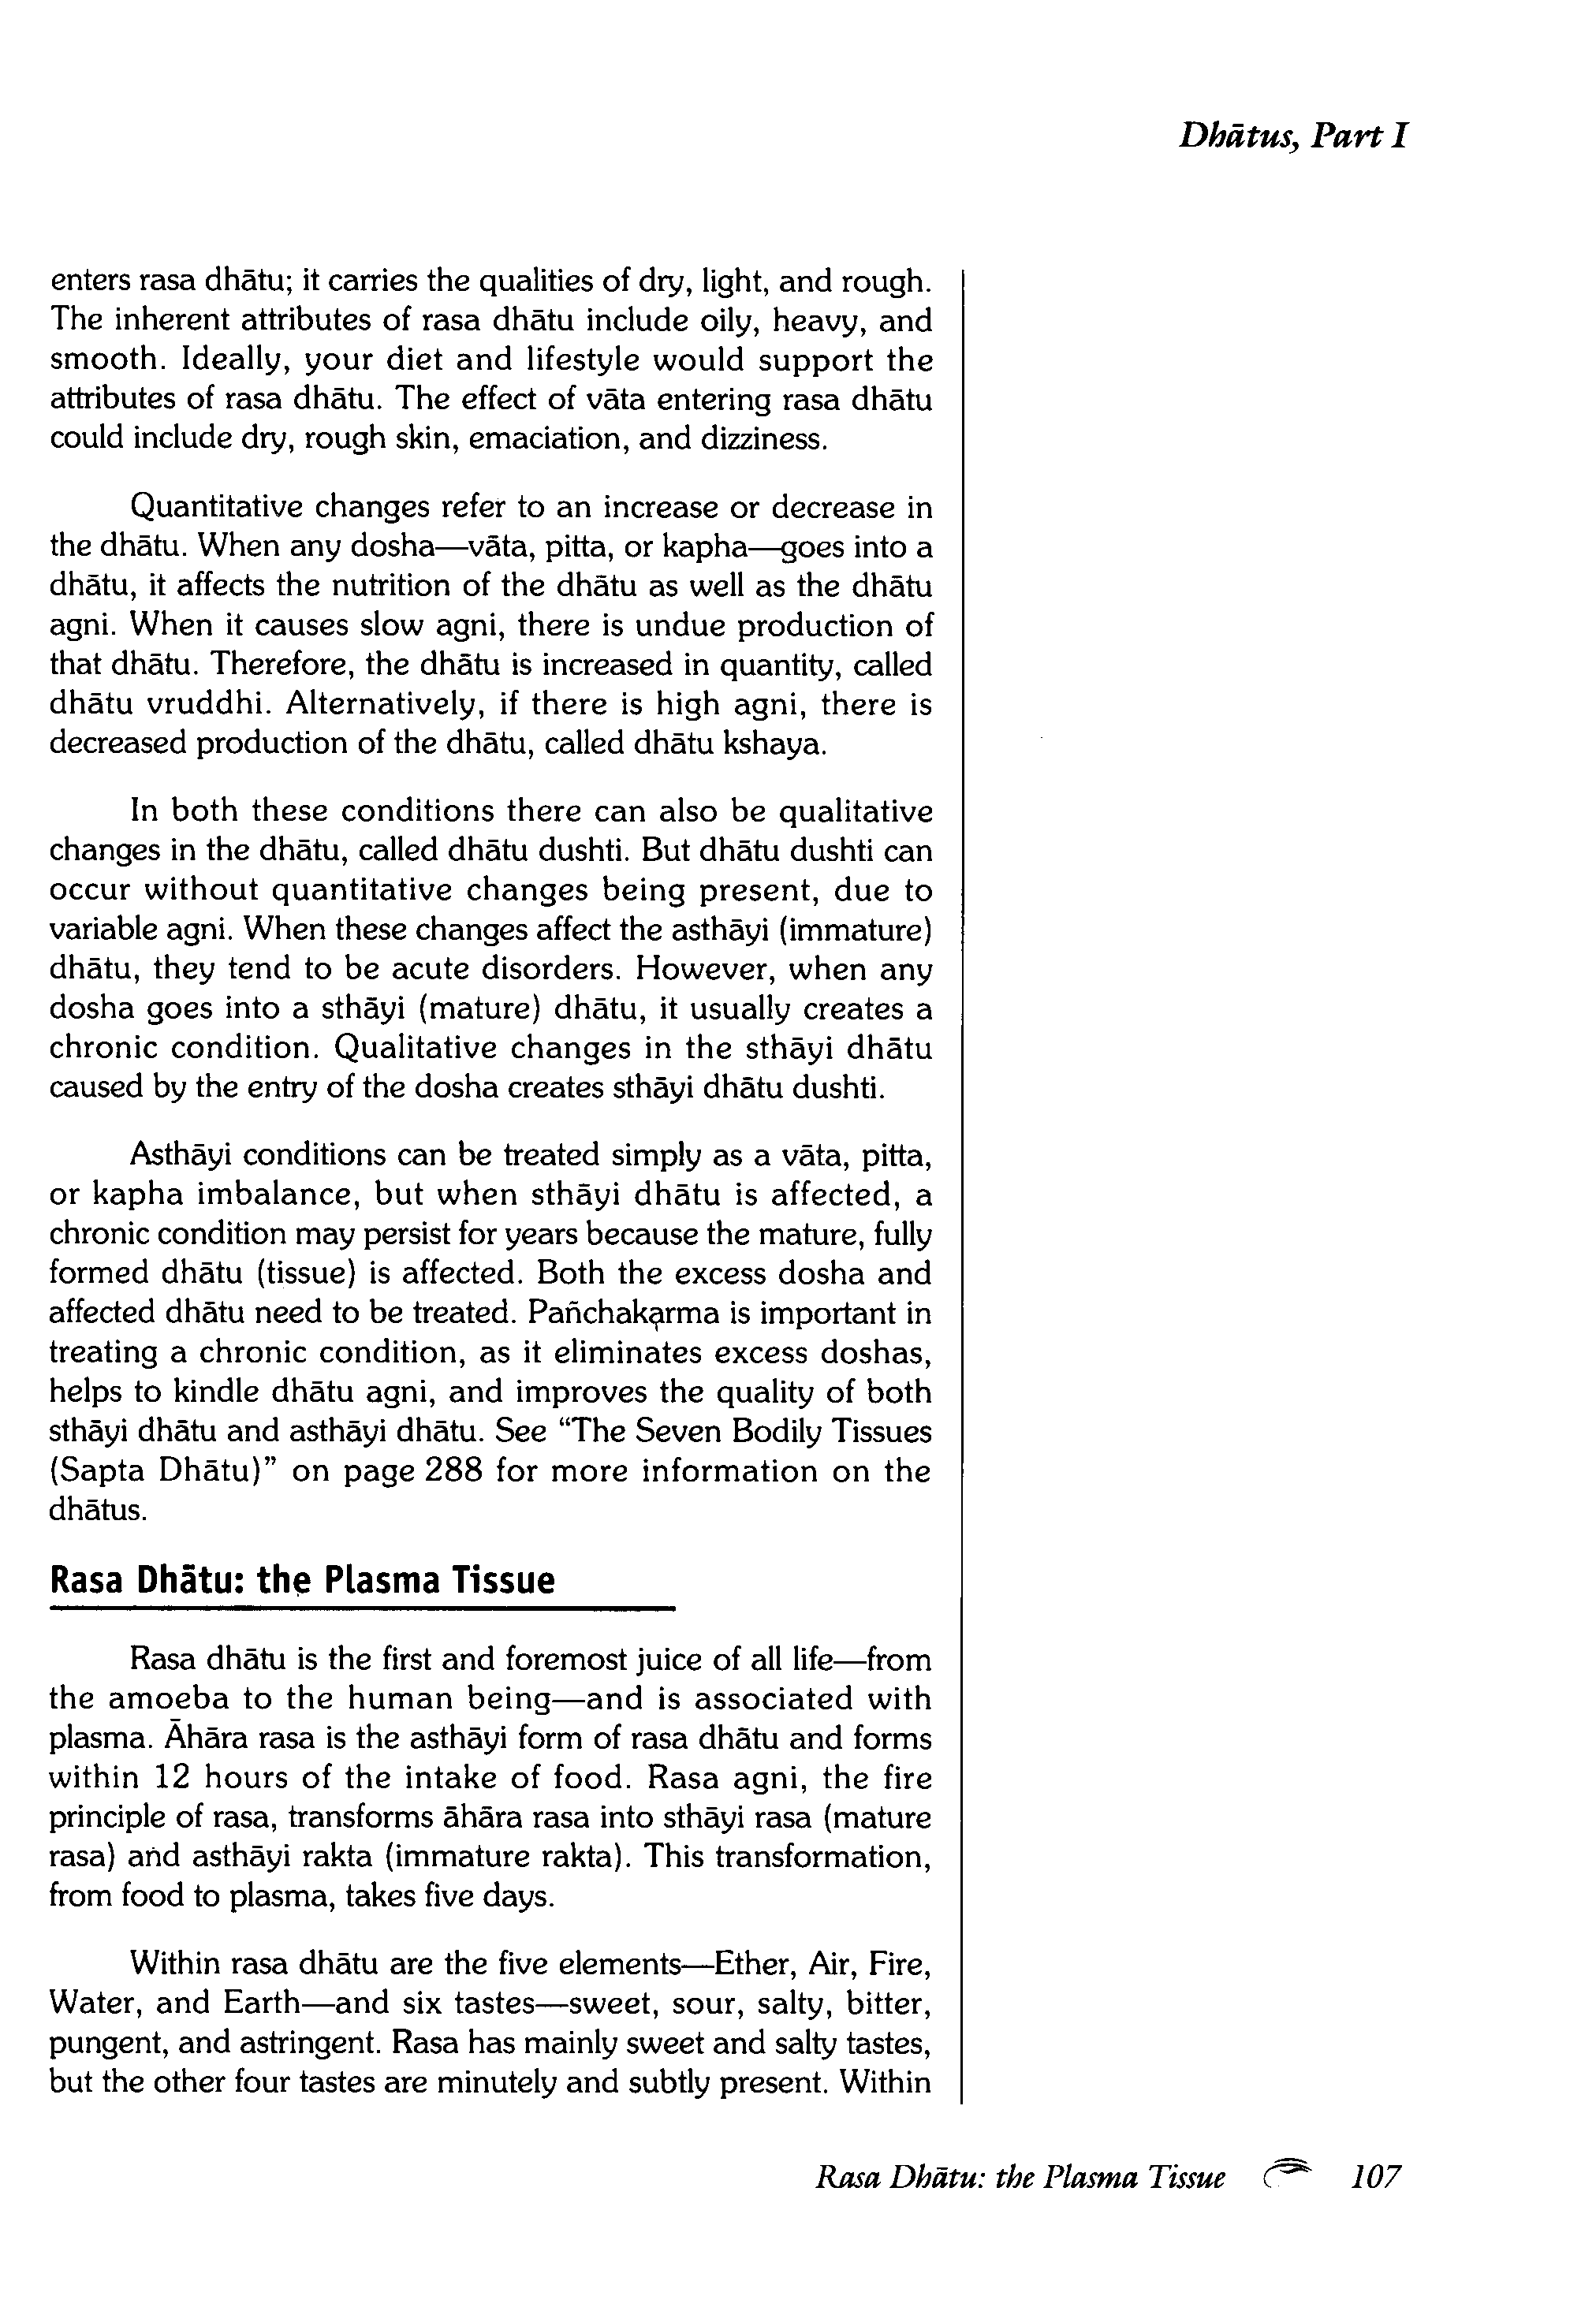 Dhātus, Part I
enters rasa dhātu; it carries the qualities of dry, light, and rough.
The inherent attributes of rasa dhātu include oily, heavy, and
smooth. Ideally, your diet and lifestyle would support the
attributes of rasa dhātu. The effect of vāta entering rasa dhātu
could include dry, rough skin, emaciation, and dizziness.
Quantitative changes refer to an increase or decrease in
the dhātu. When any dosha—vāta, pitta, or kapha—goes into a
dhātu, it affects the nutrition of the dhātu as well as the dhātu
agni. When it causes slow agni, there is undue production of
that dhātu. Therefore, the dhātu is increased in quantity, called
dhātu vruddhi. Alternatively, if there is high agni, there is
decreased production of the dhātu, called dhātu kshaya.
In both these conditions there can also be qualitative
changes in the dhātu, called dhātu dushti. But dhātu dushti can
occur without quantitative changes being present, due to
variable agni. When these changes affect the asthāyi (immature)
dhātu, they tend to be acute disorders. However, when any
dosha goes into a sthāyi (mature) dhātu, it usually creates a
chronic condition. Qualitative changes in the sthāyi dhātu
caused by the entry of the dosha creates sthāyi dhātu dushti.
Asthāyi conditions can be treated simply as a vāta, pitta,
or kapha imbalance, but when sthāyi dhātu is affected, a
chronic condition may persist for years because the mature, fully
formed dhātu (tissue) is affected. Both the excess dosha and
affected dhātu need to be treated. Pañchakarma is important in
treating a chronic condition, as it eliminates excess doshas,
helps to kindle dhātu agni, and improves the quality of both
sthāyi dhātu and asthāyi dhātu. See “The Seven Bodily Tissues
(Sapta Dhātu)” on page 288 for more information on the
dhātus.
Rasa Dhātu: the Plasma Tissue
Rasa dhātu is the first and foremost juice of all life—from
the amoeba to the human being—and is associated with
plasma. Āhāra rasa is the asthāyi form of rasa dhātu and forms
within 12 hours of the intake of food. Rasa agni, the fire
principle of rasa, transforms āhāra rasa into sthāyi rasa (mature
rasa) and asthāyi rakta (immature rakta). This transformation,
from food to plasma, takes five days.
Within rasa dhātu are the five elements—Ether, Air, Fire,
Water, and Earth—and six tastes—sweet, sour, salty, bitter,
pungent, and astringent. Rasa has mainly sweet and salty tastes,
but the other four tastes are minutely and subtly present. Within
Rasa Dhātu: the Plasma Tissue 107